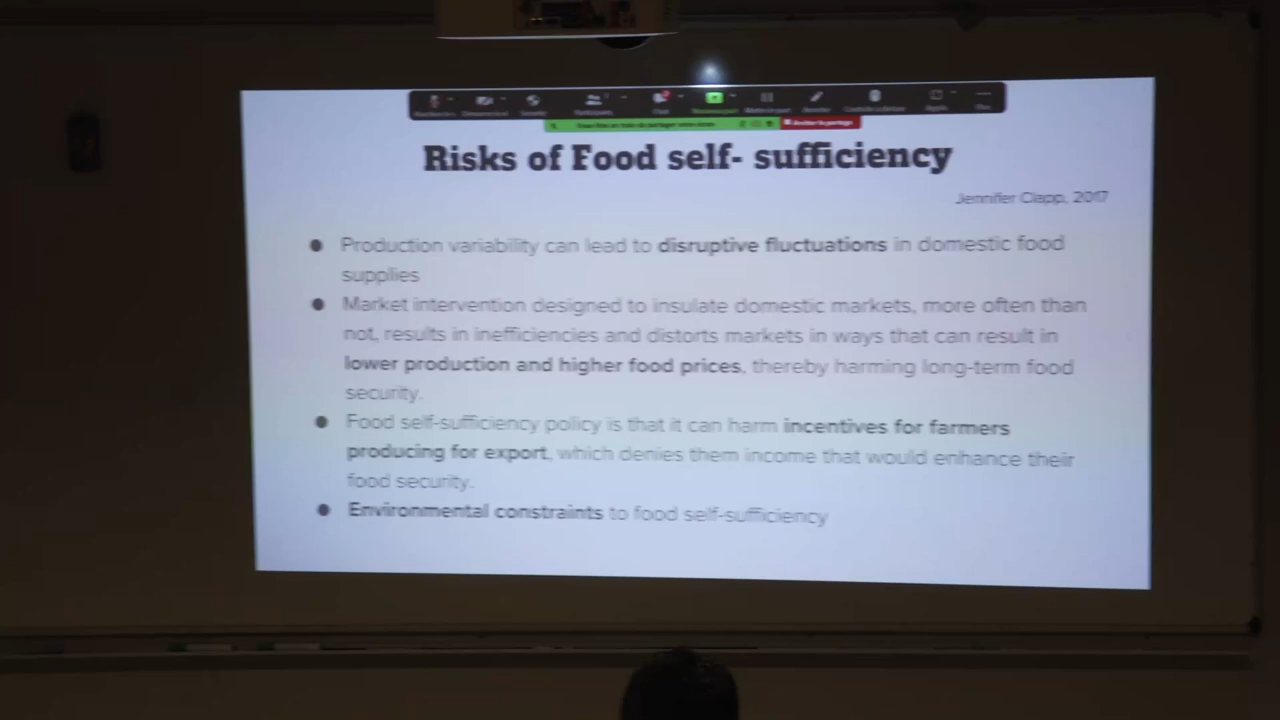 Participants
Risks of Food self- sufficiency
Jennifer Clapp, 2017
● Production variability can lead to disruptive fluctuations in domestic food
supplies
● Market intervention designed to insulate domestic markets, more often than
not, results in inefficiencies and distorts markets in ways that can result in
lower production and higher food prices, thereby harming long-term food
security.
● Food self-sufficiency policy is that it can harm incentives for farmers
producing for export, which denies them income that would enhance their
food security.
● Environmental constraints to food self-sufficiency